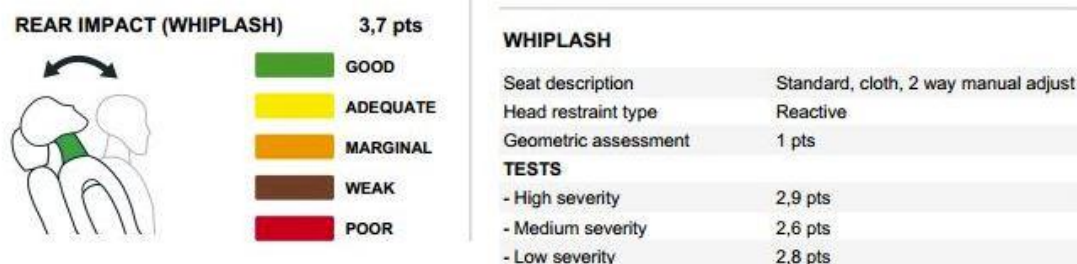 REAR IMPACT (WHIPLASH) 3,7 pts
GOOD
ADEQUATE
MARGINAL
WEAK
POOR
WHIPLASH
Seat description Standard, cloth, 2 way manual adjust
Head restraint type Reactive
Geometric assessment 1 pts
TESTS
- High severity 2,9 pts
- Medium severity 2,6 pts
- Low severity 2,8 pts